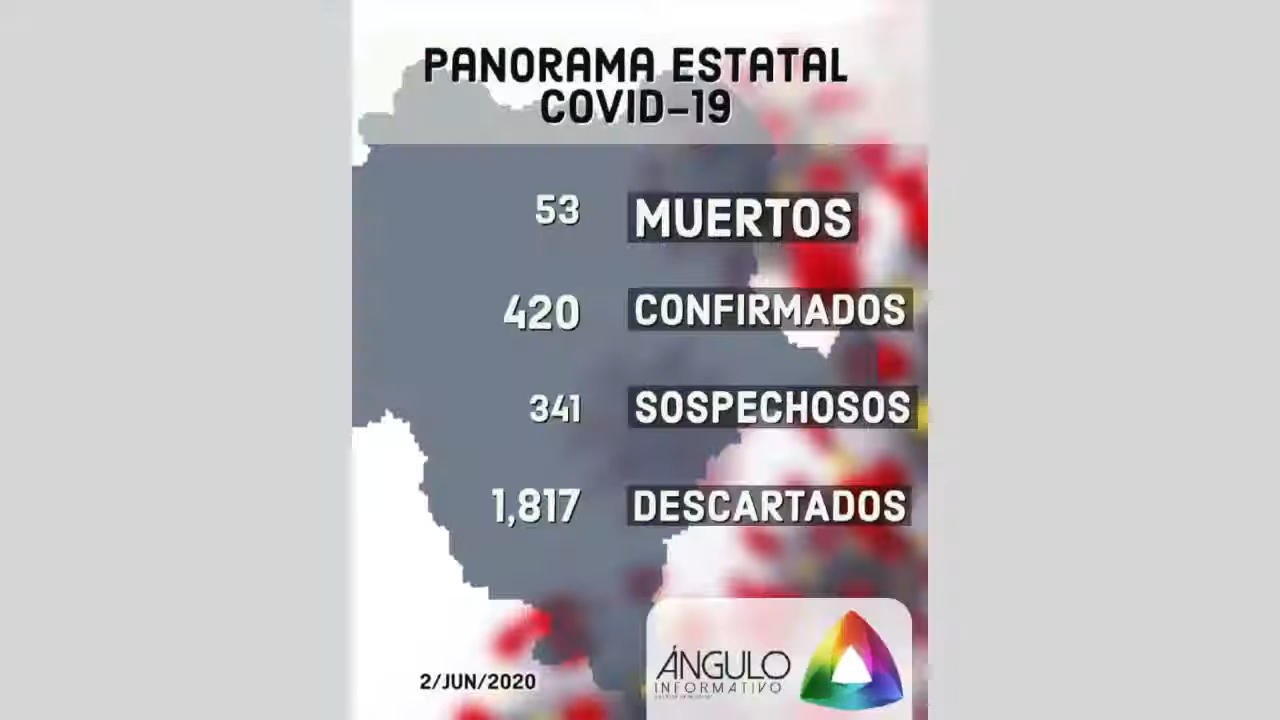 PANORAMA ESTATAL
COVID-19
53 MUERTOS
420 CONFIRMADOS
341 SOSPECHOSOS
1,817 DESCARTADOS
2/JUN/2020
ÁNGULO
INFORMATIVO